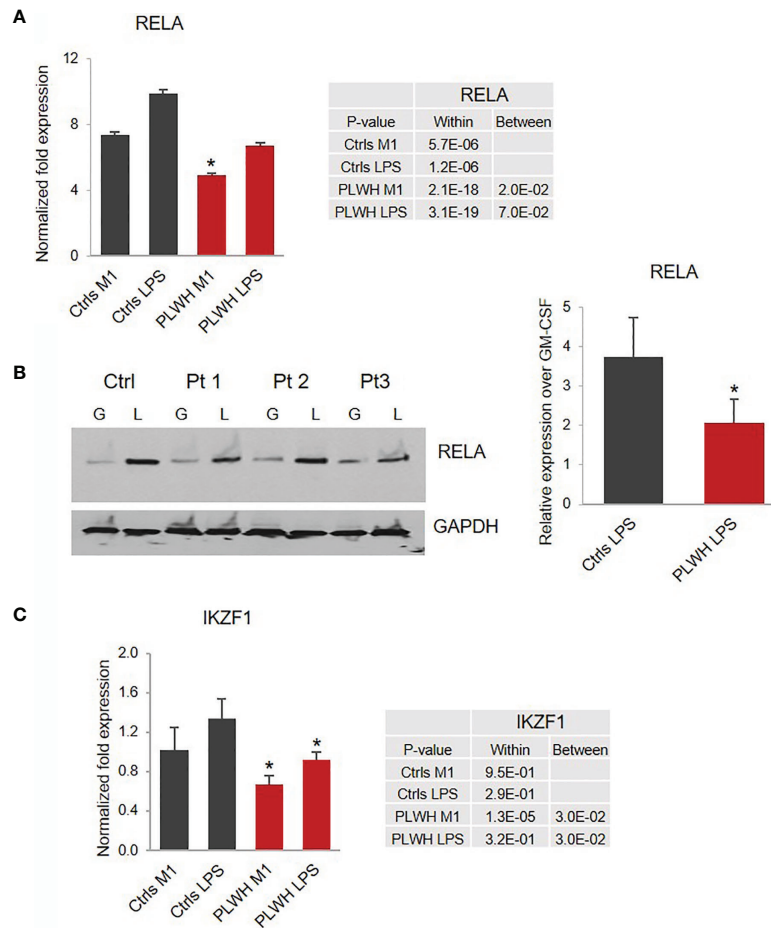 A
RELA
Normalized fold expression
12
8
4
0
Ctrls M1
Ctrls LPS
*
PLWH M1
PLWH LPS
RELA
P-value Within Between
Ctrls M1 5.7E-06
Ctrls LPS 1.2E-06
PLWH M1 2.1E-18 2.0E-02
PLWH LPS 3.1E-19 7.0E-02
B
Ctrl Pt 1 Pt 2 Pt3
G L G L G L G L
RELA
GAPDH
RELA
Relative expression over GM-CSF
5
4
3
2
1
0
*
Ctrls LPS
PLWH LPS
C
IKZF1
Normalized fold expression
2.0
1.6
1.2
0.8
0.4
0.0
* *
Ctrls M1
Ctrls LPS
PLWH M1
PLWH LPS
IKZF1
P-value Within Between
Ctrls M1 9.5E-01
Ctrls LPS 2.9E-01
PLWH M1 1.3E-05 3.0E-02
PLWH LPS 3.2E-01 3.0E-02